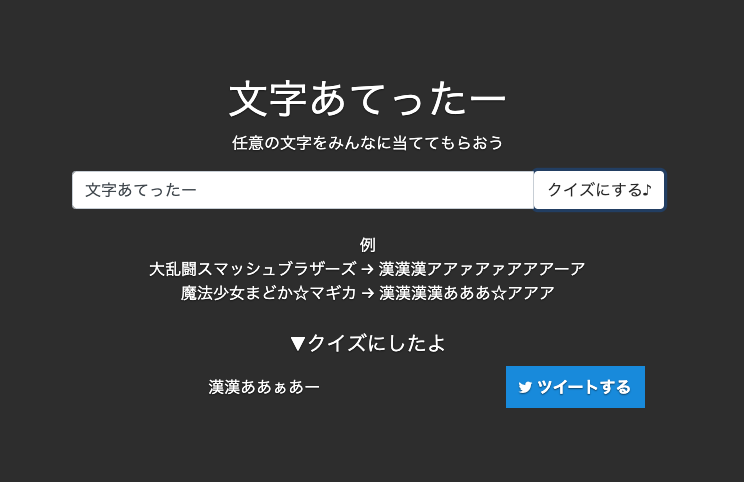 文字あてったー
任意の文字をみんなに当ててもらおう
文字あてったー
クイズにする♪
例
大乱闘スマッシュブラザーズ → 漢漢漢アアァアァアアアーア
魔法少女まどか☆マギカ → 漢漢漢漢あああ☆アアア
▼クイズにしたよ
漢漢ああぁあー
ツイートする